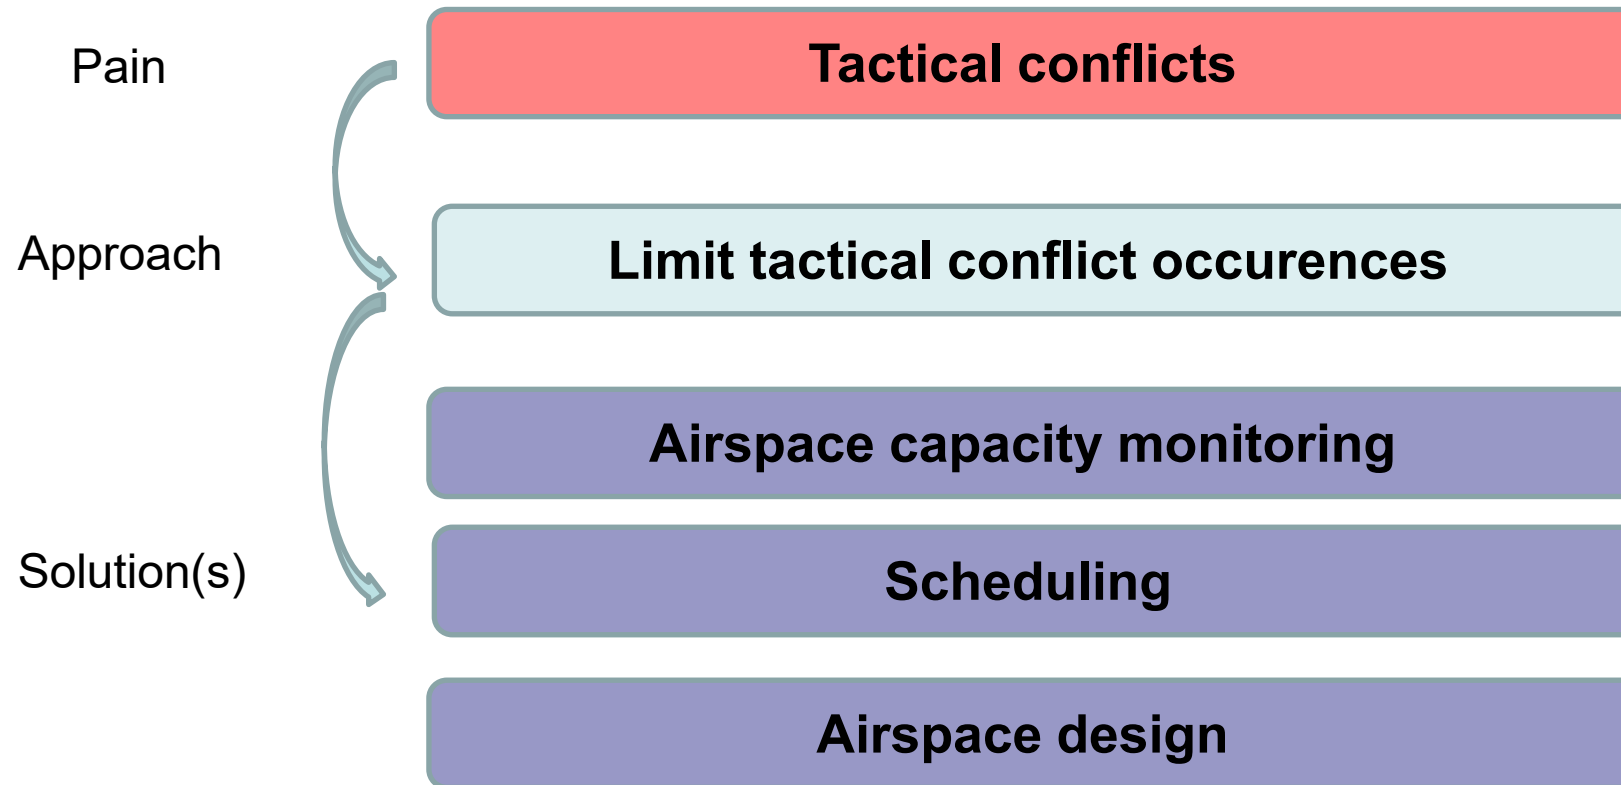 Pain
Tactical conflicts
Approach
Limit tactical conflict occurences
Airspace capacity monitoring
Solution(s)
Scheduling
Airspace design